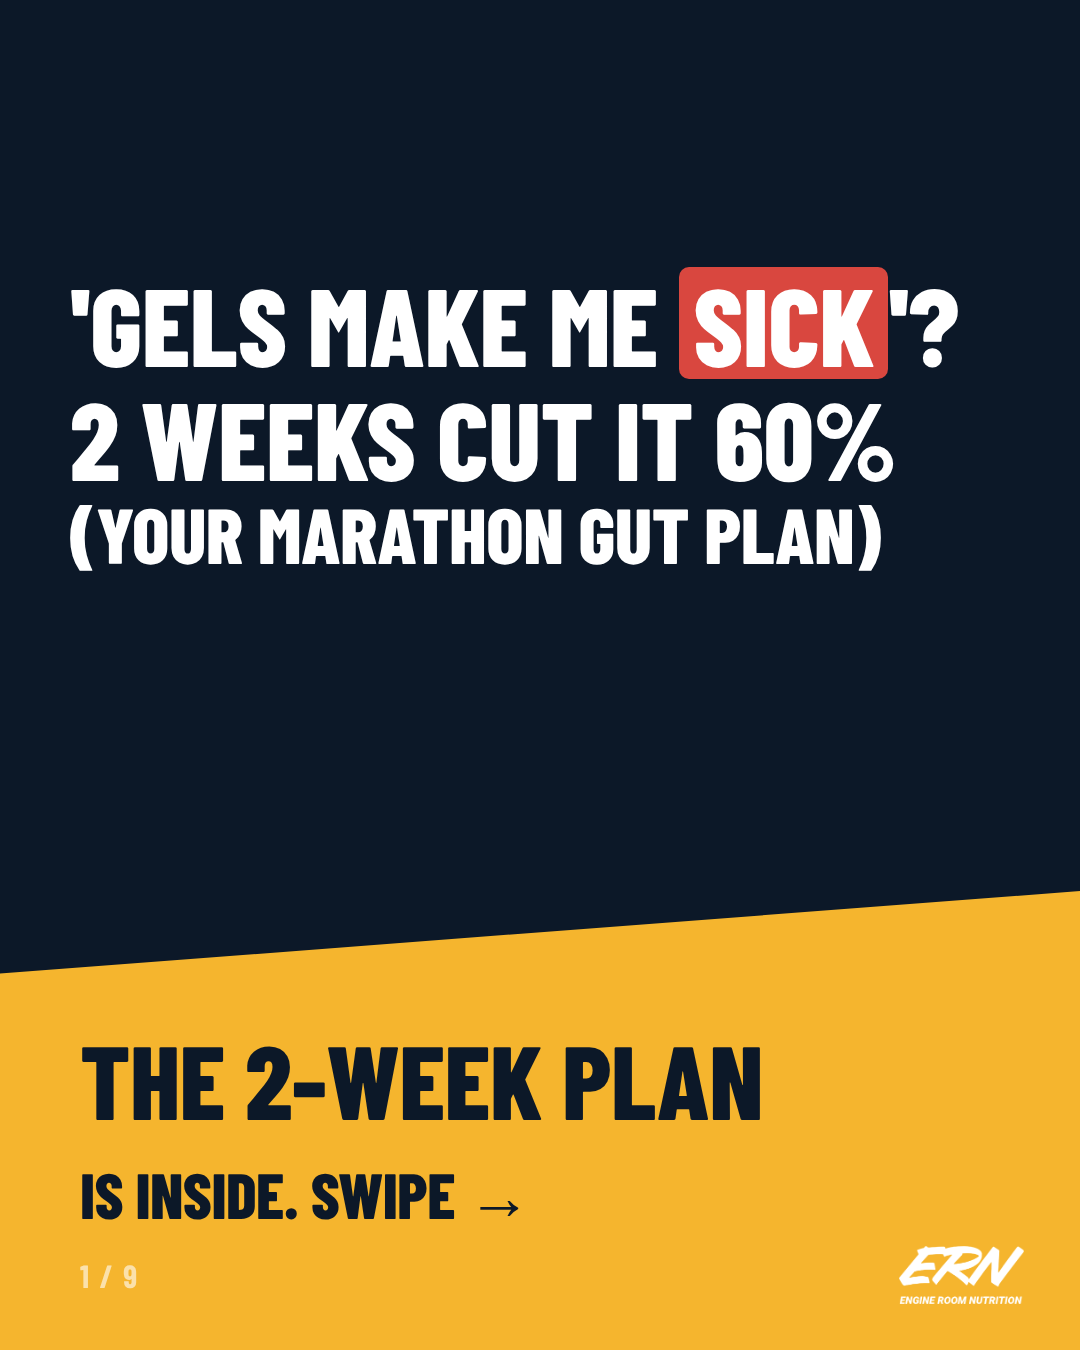 'GELS MAKE ME SICK'?
2 WEEKS CUT IT 60%
(YOUR MARATHON GUT PLAN)
THE 2-WEEK PLAN
IS INSIDE. SWIPE →
1 / 9
ERN
ENGINE ROOM NUTRITION